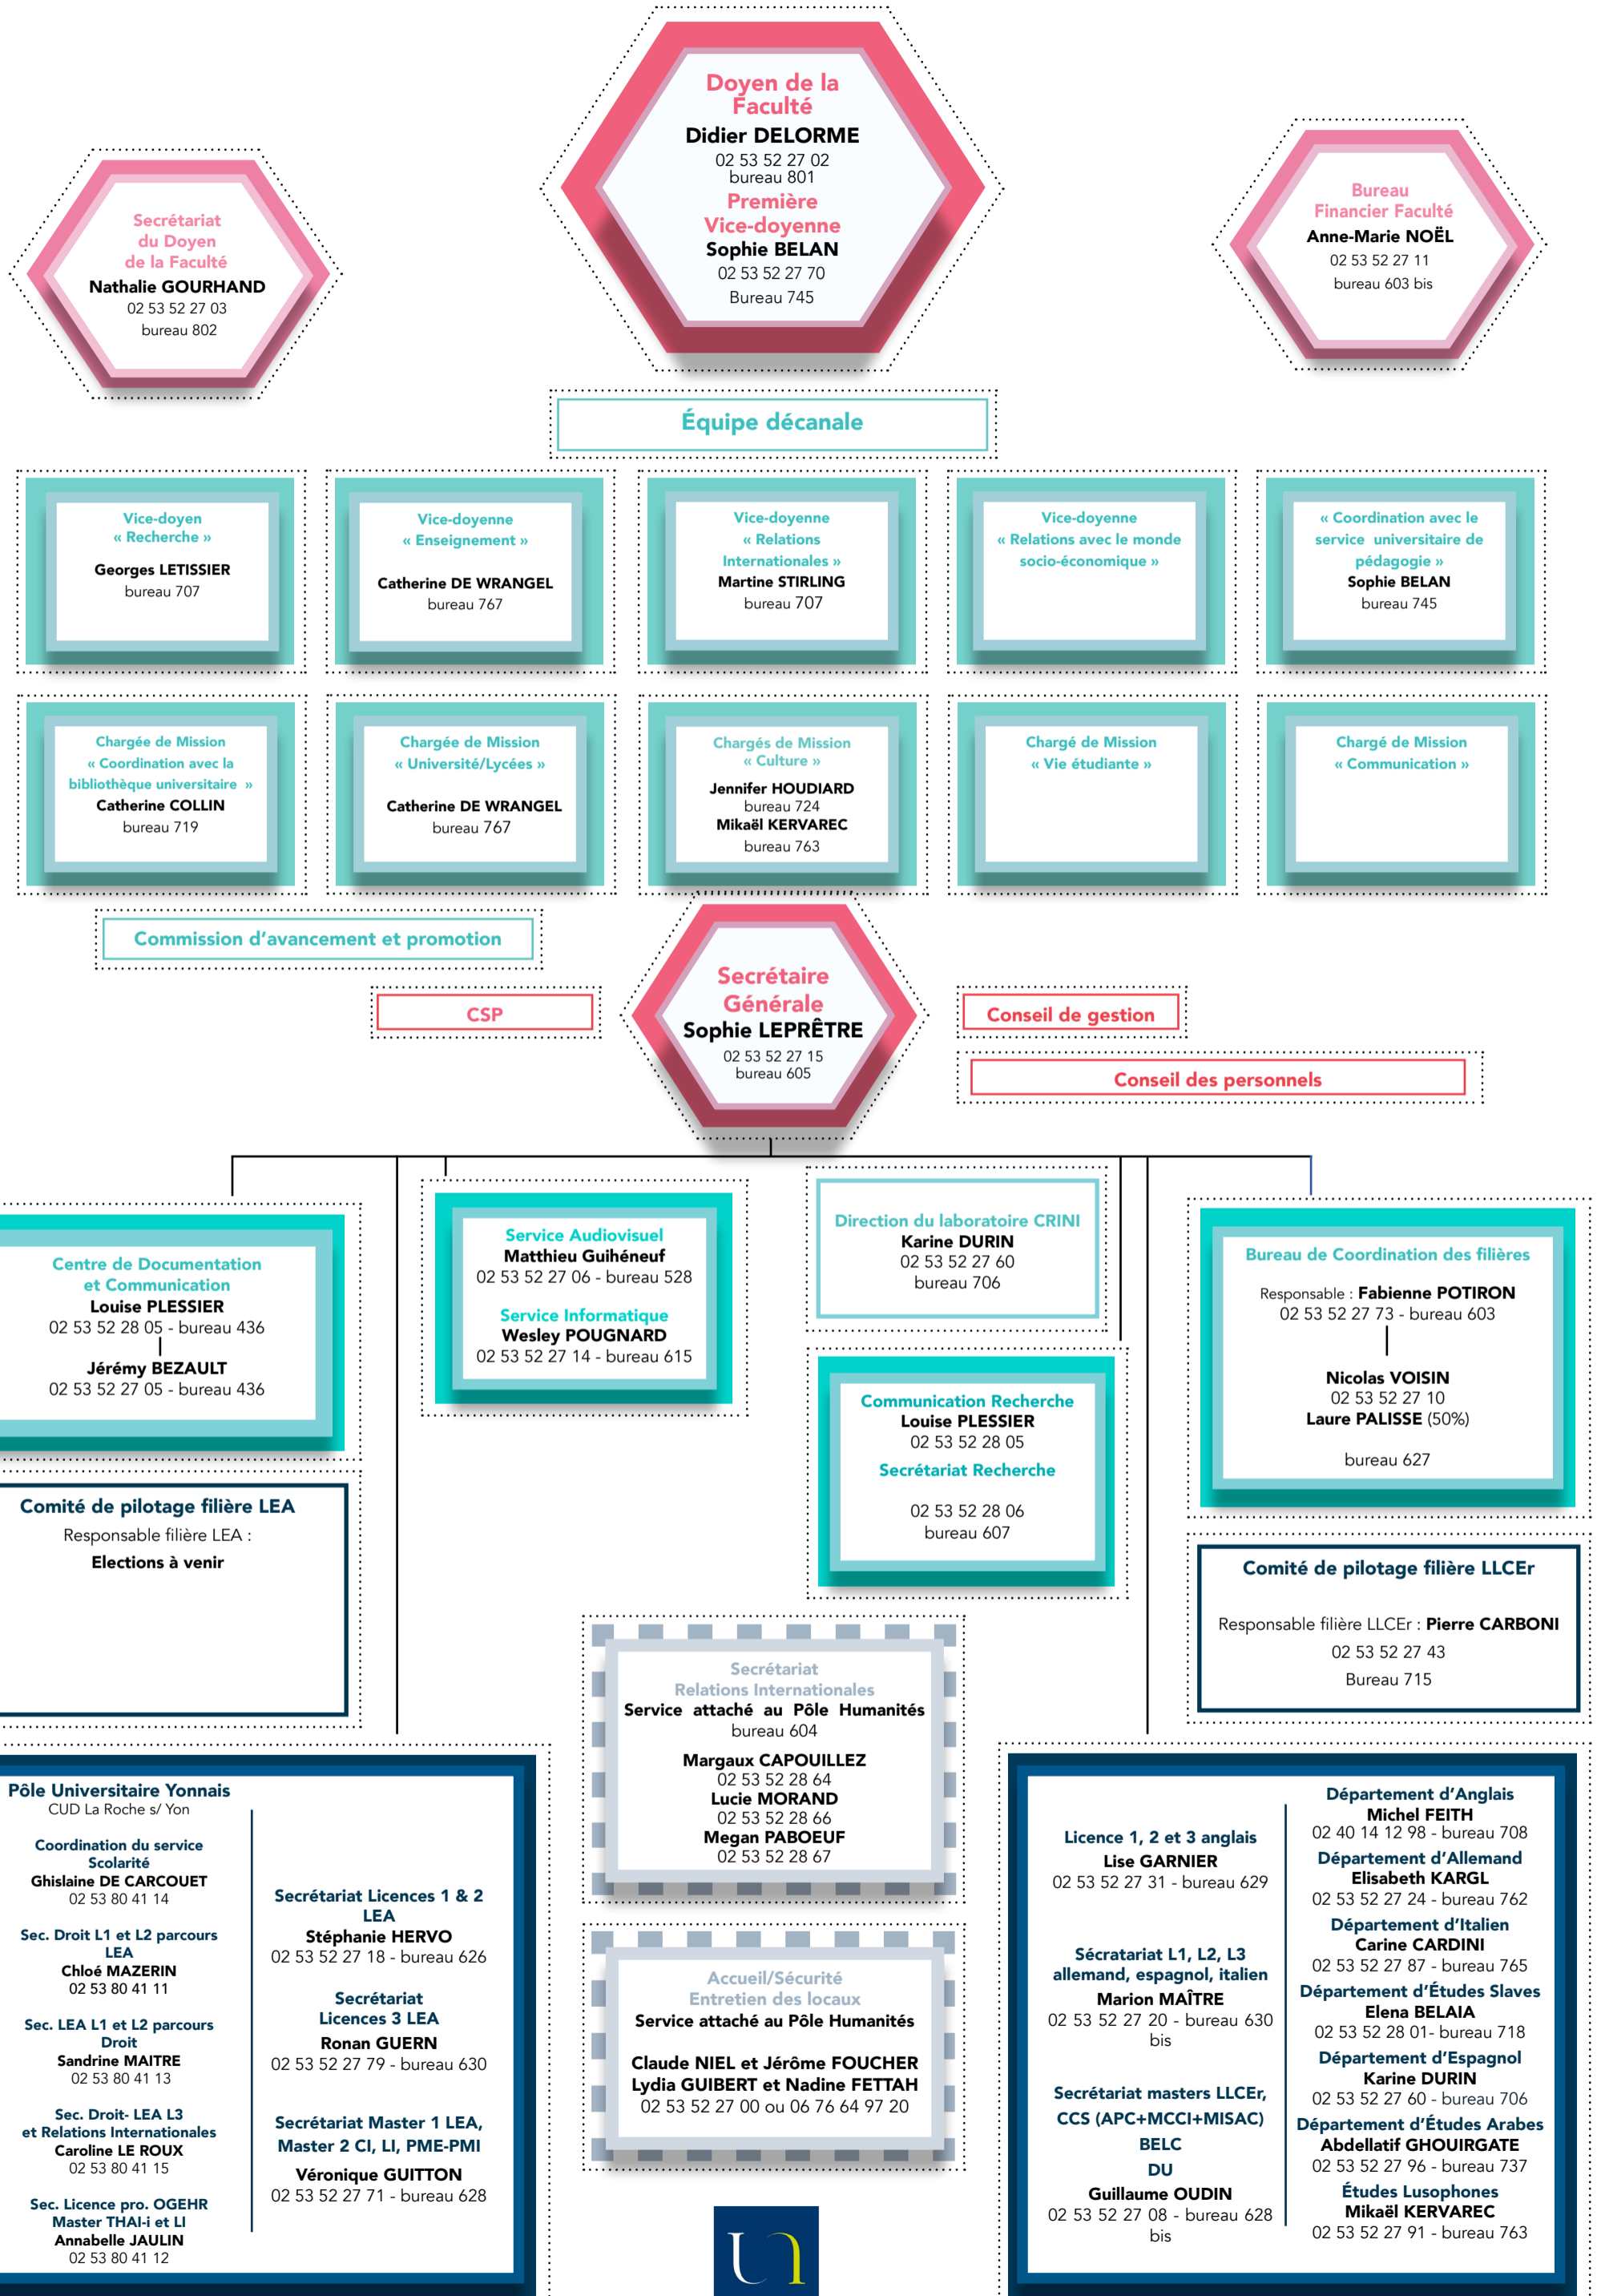 Doyen de la
Faculté
Didier DELORME
02 53 52 27 02
bureau 801
Première
Vice-doyenne
Sophie BELAN
02 53 52 27 70
Bureau 745
Secrétariat
du Doyen
de la Faculté
Nathalie GOURHAND
02 53 52 27 03
bureau 802
Bureau
Financier Faculté
Anne-Marie NOËL
02 53 52 27 11
bureau 603 bis
Équipe décanale
Vice-doyen
« Recherche »
Georges LETISSIER
bureau 707
Vice-doyenne
« Enseignement »
Catherine DE WRANGEL
bureau 767
Vice-doyenne
« Relations
Internationales »
Martine STIRLING
bureau 707
Vice-doyenne
« Relations avec le monde
socio-économique »
« Coordination avec le
service universitaire de
pédagogie »
Sophie BELAN
bureau 745
Chargée de Mission
« Coordination avec la
bibliothèque universitaire »
Catherine COLLIN
bureau 719
Chargée de Mission
« Université/Lycées »
Catherine DE WRANGEL
bureau 767
Chargés de Mission
« Culture »
Jennifer HOUDIARD
bureau 724
Mikaël KERVAREC
bureau 763
Chargé de Mission
« Vie étudiante »
Chargé de Mission
« Communication »
Commission d'avancement et promotion
CSP
Secrétaire
Générale
Sophie LEPRÊTRE
02 53 52 27 15
bureau 605
Conseil de gestion
Conseil des personnels
Centre de Documentation
et Communication
Louise PLESSIER
02 53 52 28 05 - bureau 436
Jérémy BEZAULT
02 53 52 27 05 - bureau 436
Service Audiovisuel
Matthieu Guihéneuf
02 53 52 27 06 - bureau 528
Service Informatique
Wesley POUGNARD
02 53 52 27 14 - bureau 615
Direction du laboratoire CRINI
Karine DURIN
02 53 52 27 60
bureau 706
Communication Recherche
Louise PLESSIER
02 53 52 28 05
Secrétariat Recherche
02 53 52 28 06
bureau 607
Bureau de Coordination des filières
Responsable : Fabienne POTIRON
02 53 52 27 73 - bureau 603
Nicolas VOISIN
02 53 52 27 10
Laure PALISSE (50%)
bureau 627
Comité de pilotage filière LEA
Responsable filière LEA :
Elections à venir
Comité de pilotage filière LLCEr
Responsable filière LLCEr : Pierre CARBONI
02 53 52 27 43
Bureau 715
Secrétariat
Relations Internationales
Service attaché au Pôle Humanités
bureau 604
Margaux CAPOUILLEZ
02 53 52 28 64
Lucie MORAND
02 53 52 28 66
Megan PABOEUF
02 53 52 28 67
Accueil/Sécurité
Entretien des locaux
Service attaché au Pôle Humanités
Claude NIEL et Jérôme FOUCHER
Lydia GUIBERT et Nadine FETTAH
02 53 52 27 00 ou 06 76 64 97 20
Pôle Universitaire Yonnais
CUD La Roche s/ Yon
Coordination du service
Scolarité
Ghislaine DE CARCOUET
02 53 80 41 14
Sec. Droit L1 et L2 parcours
LEA
Chloé MAZERIN
02 53 80 41 11
Sec. LEA L1 et L2 parcours
Droit
Sandrine MAITRE
02 53 80 41 13
Sec. Droit- LEA L3
et Relations Internationales
Caroline LE ROUX
02 53 80 41 15
Sec. Licence pro. OGEHR
Master THAI-i et LI
Annabelle JAULIN
02 53 80 41 12
Secrétariat Licences 1 & 2
LEA
Stéphanie HERVO
02 53 52 27 18 - bureau 626
Secrétariat
Licences 3 LEA
Ronan GUERN
02 53 52 27 79 - bureau 630
Secrétariat Master 1 LEA,
Master 2 CI, LI, PME-PMI
Véronique GUITTON
02 53 52 27 71 - bureau 628
Licence 1, 2 et 3 anglais
Lise GARNIER
02 53 52 27 31 - bureau 629
Sécratariat L1, L2, L3
allemand, espagnol, italien
Marion MAÎTRE
02 53 52 27 20 - bureau 630
bis
Secrétariat masters LLCEr,
CCS (APC+MCCI+MISAC)
BELC
DU
Guillaume OUDIN
02 53 52 27 08 - bureau 628
bis
Département d'Anglais
Michel FEITH
02 40 14 12 98 - bureau 708
Département d'Allemand
Elisabeth KARGL
02 53 52 27 24 - bureau 762
Département d'Italien
Carine CARDINI
02 53 52 27 87 - bureau 765
Département d'Études Slaves
Elena BELAIA
02 53 52 28 01- bureau 718
Département d'Espagnol
Karine DURIN
02 53 52 27 60 - bureau 706
Département d'Études Arabes
Abdellatif GHOUIRGATE
02 53 52 27 96 - bureau 737
Études Lusophones
Mikaël KERVAREC
02 53 52 27 91 - bureau 763